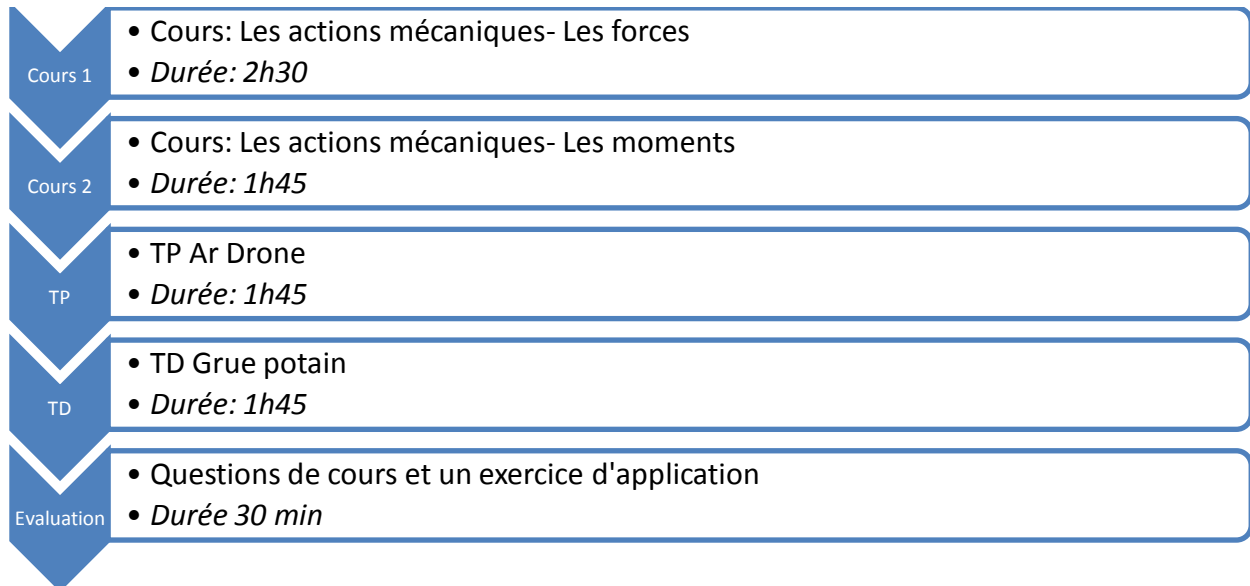 Cours 1
• Cours: Les actions mécaniques- Les forces
• Durée: 2h30
Cours 2
• Cours: Les actions mécaniques- Les moments
• Durée: 1h45
TP
• TP Ar Drone
• Durée: 1h45
TD
• TD Grue potain
• Durée: 1h45
Evaluation
• Questions de cours et un exercice d'application
• Durée 30 min